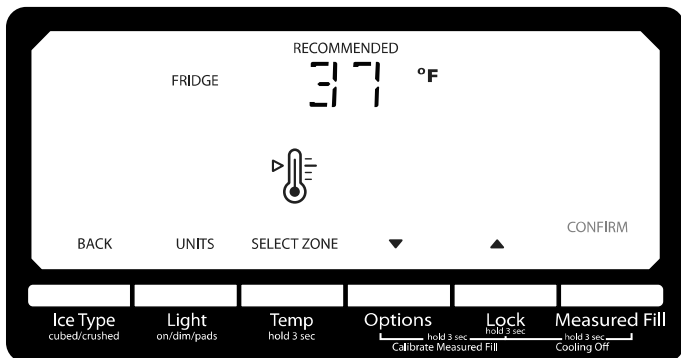 RECOMMENDED
FRIDGE 37 °F
BACK UNITS SELECT ZONE CONFIRM
Ice Type Light Temp Options Lock Measured Fill
cubed/crushed on/dim/pads hold 3 sec hold 3 sec
hold 3 sec hold 3 sec
Calibrate Measured Fill Cooling Off